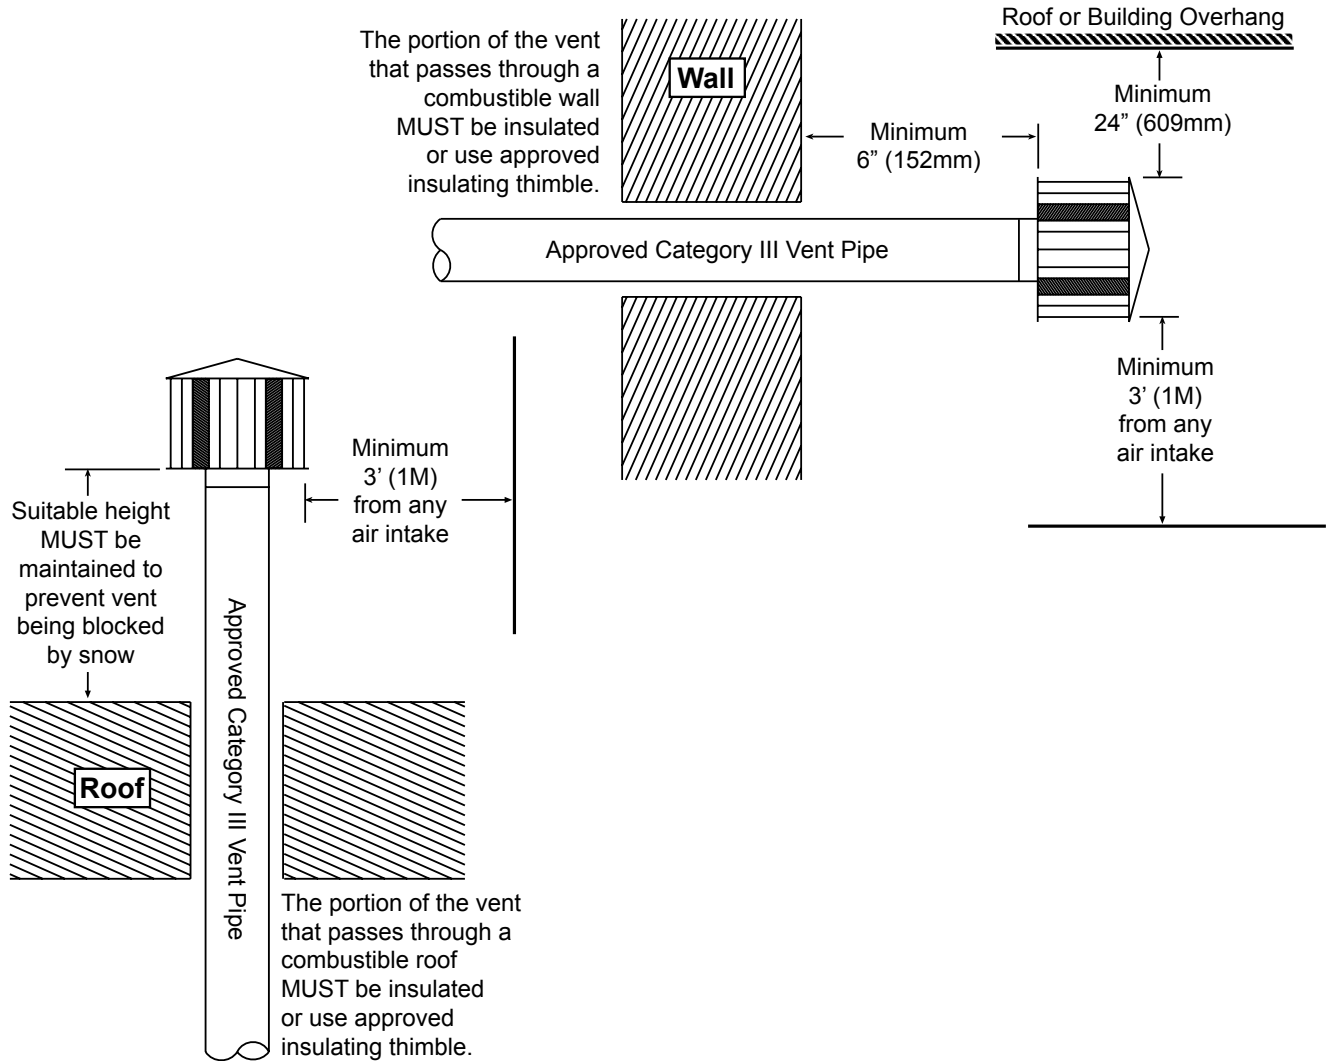 Roof or Building Overhang
The portion of the vent
that passes through a
combustible wall
MUST be insulated
or use approved
insulating thimble.
Wall
Minimum
6” (152mm)
Minimum
24” (609mm)
Approved Category III Vent Pipe
Minimum
3’ (1M)
from any
air intake
Minimum
3’ (1M)
from any
air intake
Suitable height
MUST be
maintained to
prevent vent
being blocked
by snow
Approved Category III Vent Pipe
Roof
The portion of the vent
that passes through a
combustible roof
MUST be insulated
or use approved
insulating thimble.